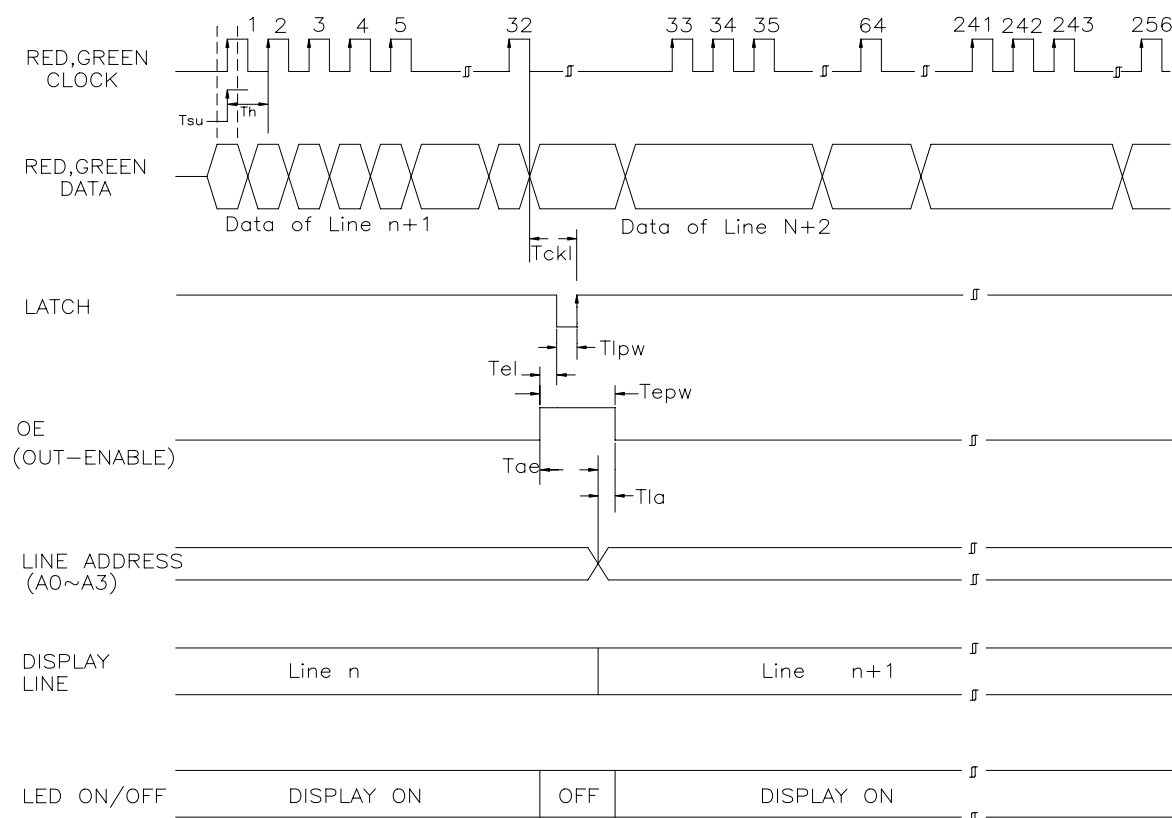 1 2 3 4 5 32 33 34 35 64 241 242 243 256
RED,GREEN
CLOCK
Tsu
Th
RED,GREEN
DATA
Data of Line n+1
Data of Line N+2
Tckl
LATCH
Tlpw
Tel
Tepw
OE
(OUT-ENABLE)
Tae
Tla
LINE ADDRESS
(A0~A3)
DISPLAY
LINE
Line n
Line n+1
LED ON/OFF
DISPLAY ON
OFF
DISPLAY ON